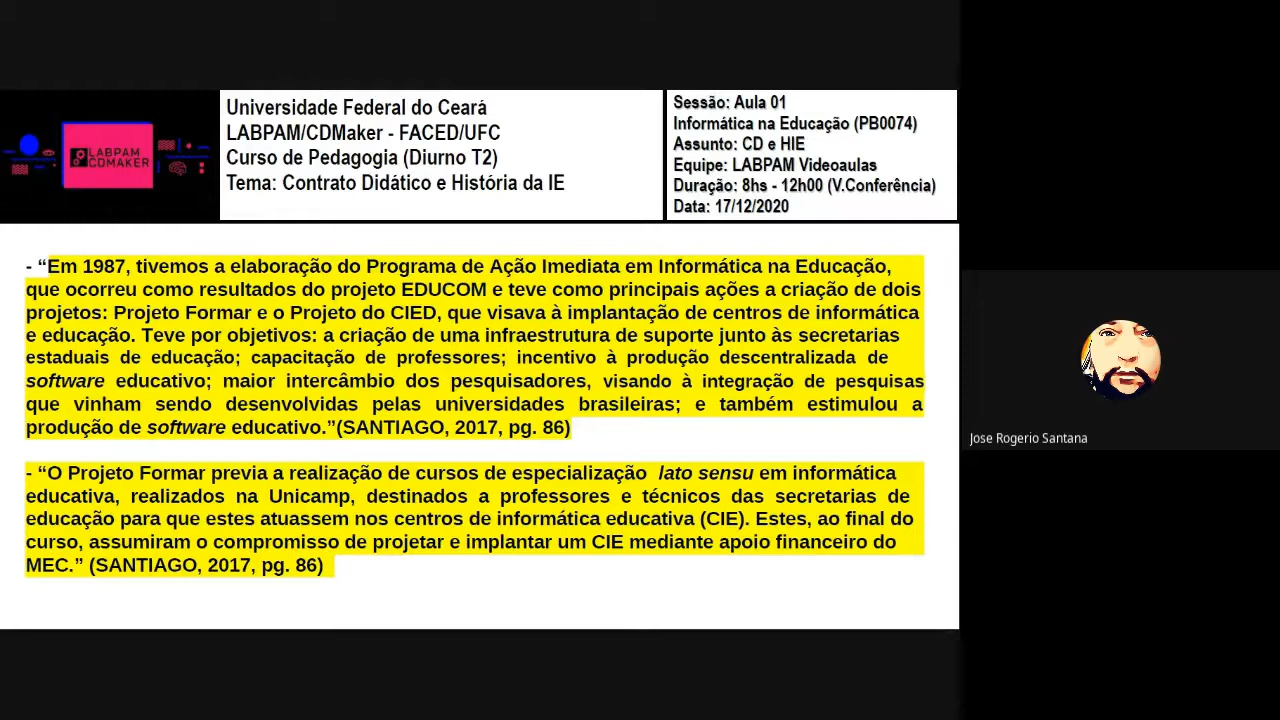 LABPAM
CDMAKER
Universidade Federal do Ceará
LABPAM/CDMaker - FACED/UFC
Curso de Pedagogia (Diurno T2)
Tema: Contrato Didático e História da IE
Sessão: Aula 01
Informática na Educação (PB0074)
Assunto: CD e HIE
Equipe: LABPAM Videoaulas
Duração: 8hs - 12h00 (V.Conferência)
Data: 17/12/2020
- “Em 1987, tivemos a elaboração do Programa de Ação Imediata em Informática na Educação,
que ocorreu como resultados do projeto EDUCOM e teve como principais ações a criação de dois
projetos: Projeto Formar e o Projeto do CIED, que visava à implantação de centros de informática
e educação. Teve por objetivos: a criação de uma infraestrutura de suporte junto às secretarias
estaduais de educação; capacitação de professores; incentivo à produção descentralizada de
software educativo; maior intercâmbio dos pesquisadores, visando à integração de pesquisas
que vinham sendo desenvolvidas pelas universidades brasileiras; e também estimulou a
produção de software educativo.”(SANTIAGO, 2017, pg. 86)
- “O Projeto Formar previa a realização de cursos de especialização lato sensu em informática
educativa, realizados na Unicamp, destinados a professores e técnicos das secretarias de
educação para que estes atuassem nos centros de informática educativa (CIE). Estes, ao final do
curso, assumiram o compromisso de projetar e implantar um CIE mediante apoio financeiro do
MEC.” (SANTIAGO, 2017, pg. 86)
Jose Rogerio Santana